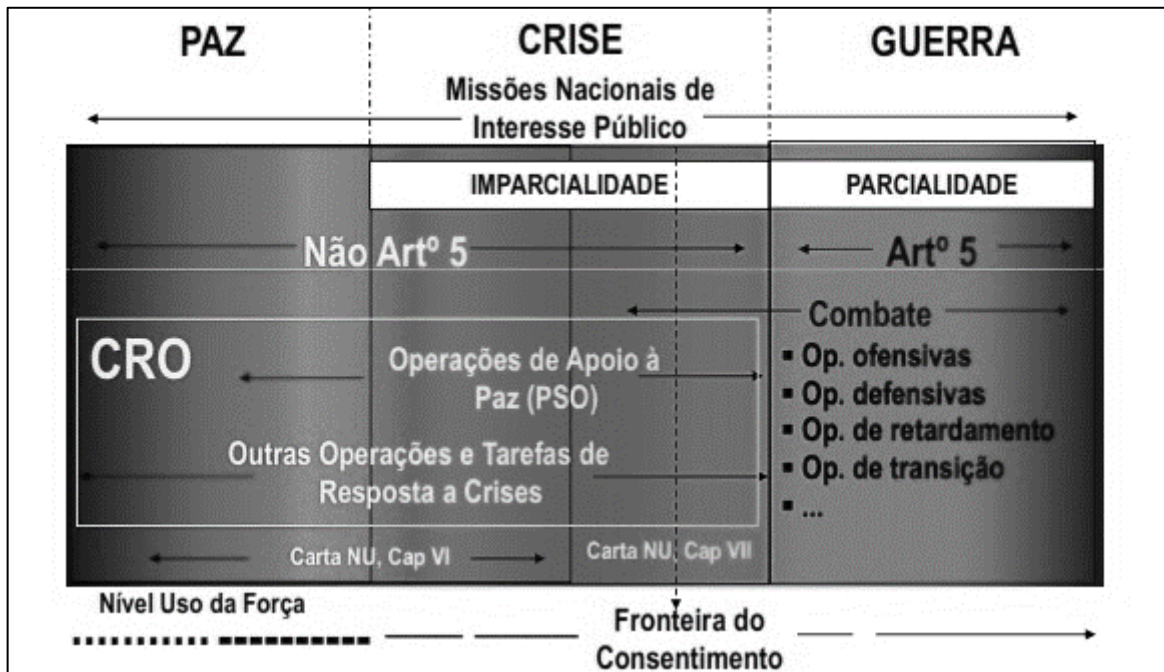 PAZ
CRISE
GUERRA
Missões Nacionais de
Interesse Público
IMPARCIALIDADE
PARCIALIDADE
Não Artº 5
Artº 5
Combate
CRO
Operações de Apoio à
Paz (PSO)
▪ Op. ofensivas
▪ Op. defensivas
▪ Op. de retardamento
▪ Op. de transição
▪ ...
Outras Operações e Tarefas de
Resposta a Crises
Carta NU, Cap VI
Carta NU, Cap VII
Nível Uso da Força
Fronteira do
Consentimento